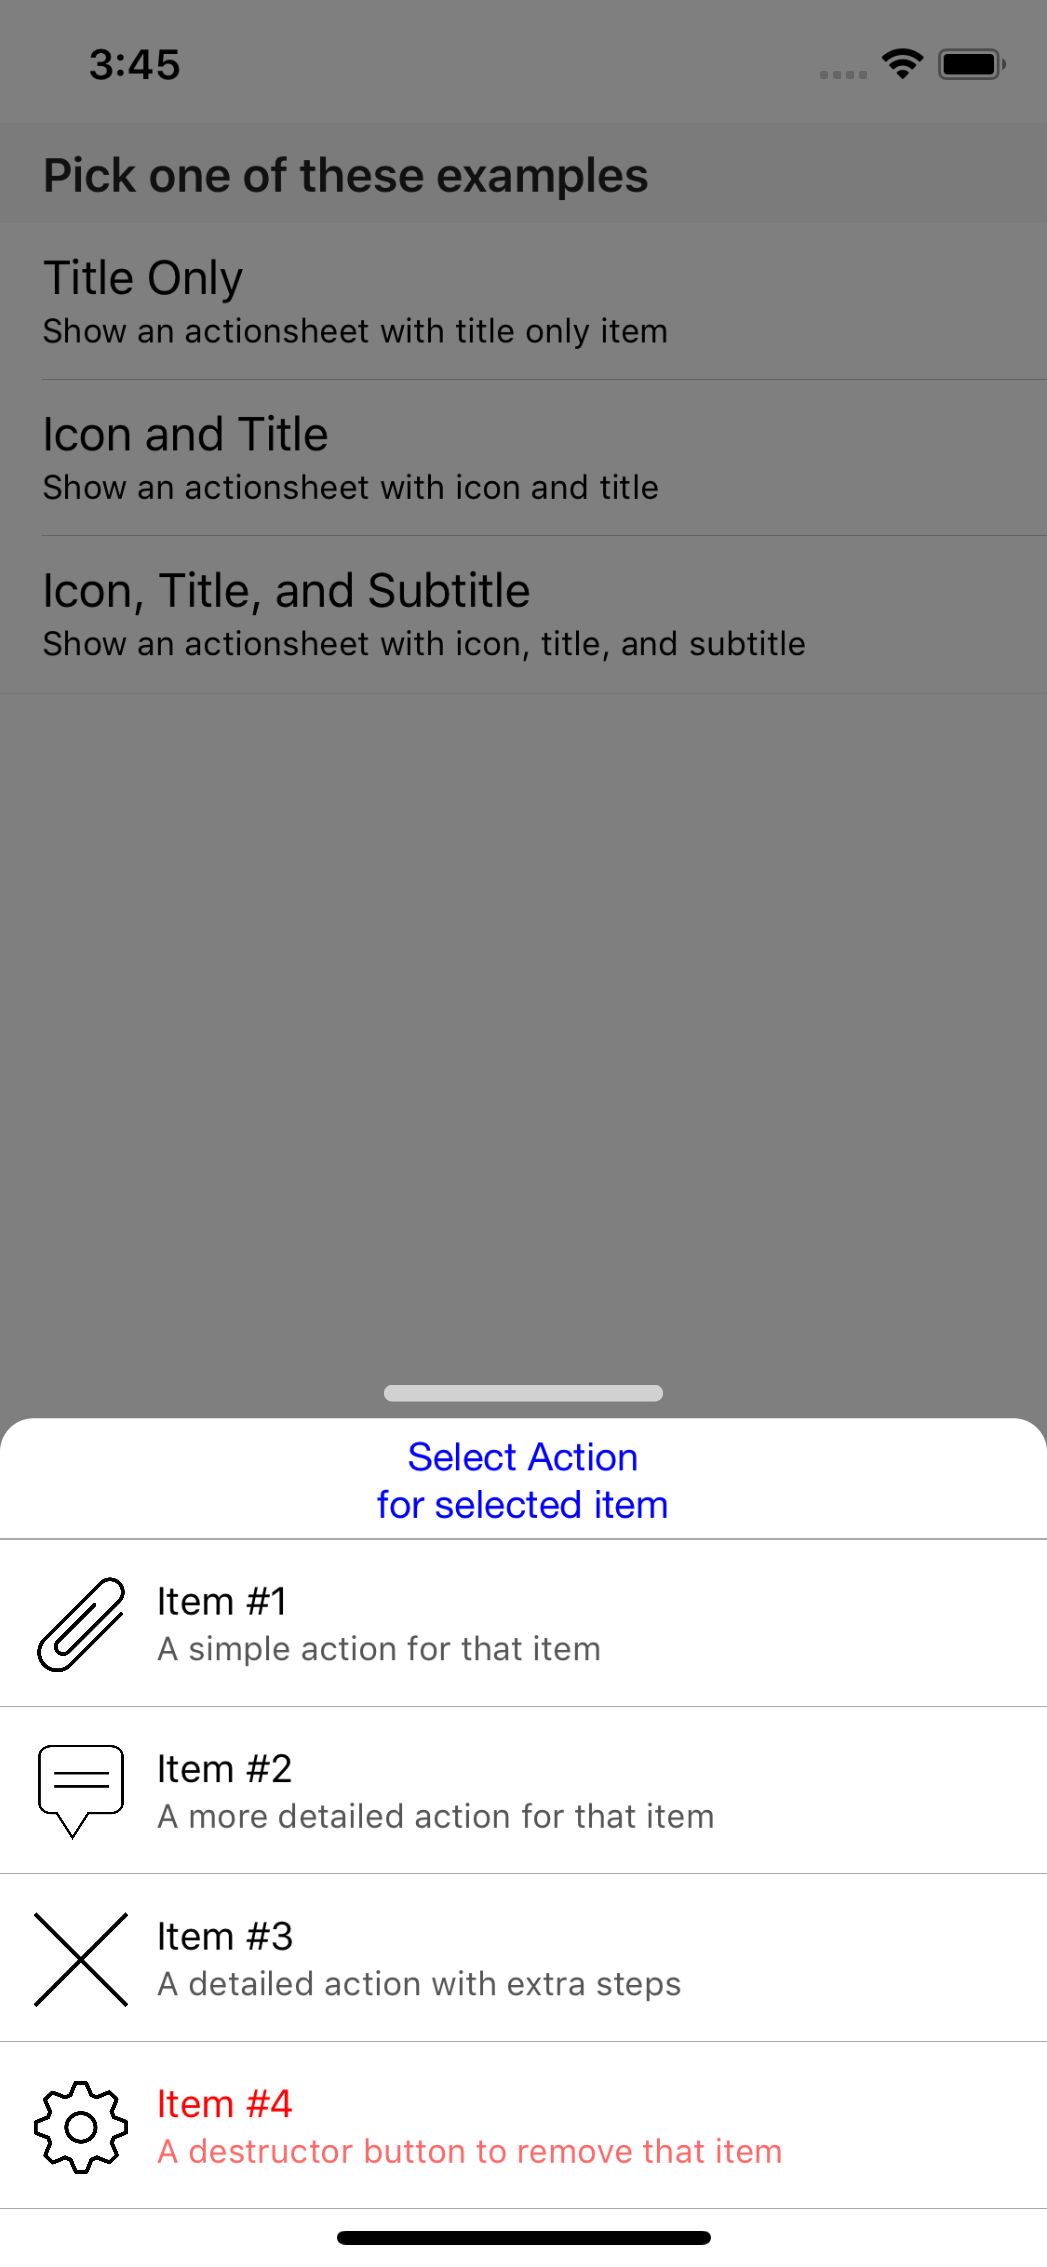 3:45
Pick one of these examples
Title Only
Show an actionsheet with title only item
Icon and Title
Show an actionsheet with icon and title
Icon, Title, and Subtitle
Show an actionsheet with icon, title, and subtitle
Select Action
for selected item
Item #1
A simple action for that item
Item #2
A more detailed action for that item
Item #3
A detailed action with extra steps
Item #4
A destructor button to remove that item